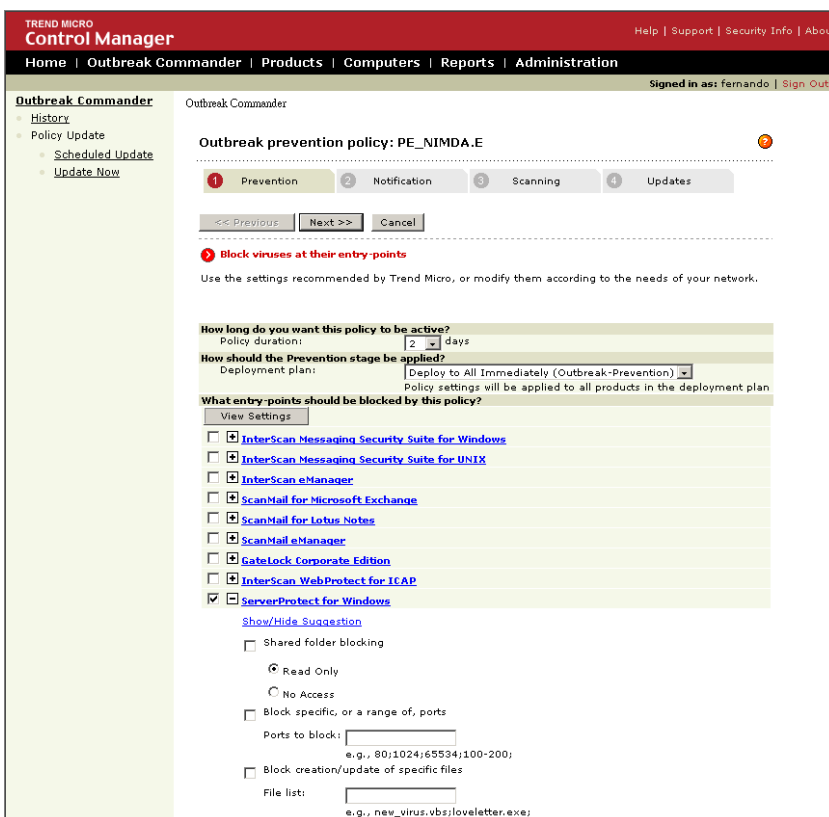 TREND MICRO
Control Manager
Help | Support | Security Info | Abou
Home | Outbreak Commander | Products | Computers | Reports | Administration
Signed in as: fernando | Sign Out
Outbreak Commander
History
Policy Update
Scheduled Update
Update Now
Outbreak Commander
Outbreak prevention policy: PE_NIMDA.E
?
1 Prevention 2 Notification 3 Scanning 4 Updates
<< Previous Next >> Cancel
Block viruses at their entry-points
Use the settings recommended by Trend Micro, or modify them according to the needs of your network.
How long do you want this policy to be active?
Policy duration: 2 days
How should the Prevention stage be applied?
Deployment plan: Deploy to All Immediately (Outbreak-Prevention)
Policy settings will be applied to all products in the deployment plan
What entry-points should be blocked by this policy?
View Settings
InterScan Messaging Security Suite for Windows
InterScan Messaging Security Suite for UNIX
InterScan eManager
ScanMail for Microsoft Exchange
ScanMail for Lotus Notes
ScanMail eManager
GateLock Corporate Edition
InterScan WebProtect for ICAP
ServerProtect for Windows
Show/Hide Suggestion
Shared folder blocking
Read Only
No Access
Block specific, or a range of, ports
Ports to block:
e.g., 80;1024;65534;100-200;
Block creation/update of specific files
File list:
e.g., new_virus.vbs;loveletter.exe;